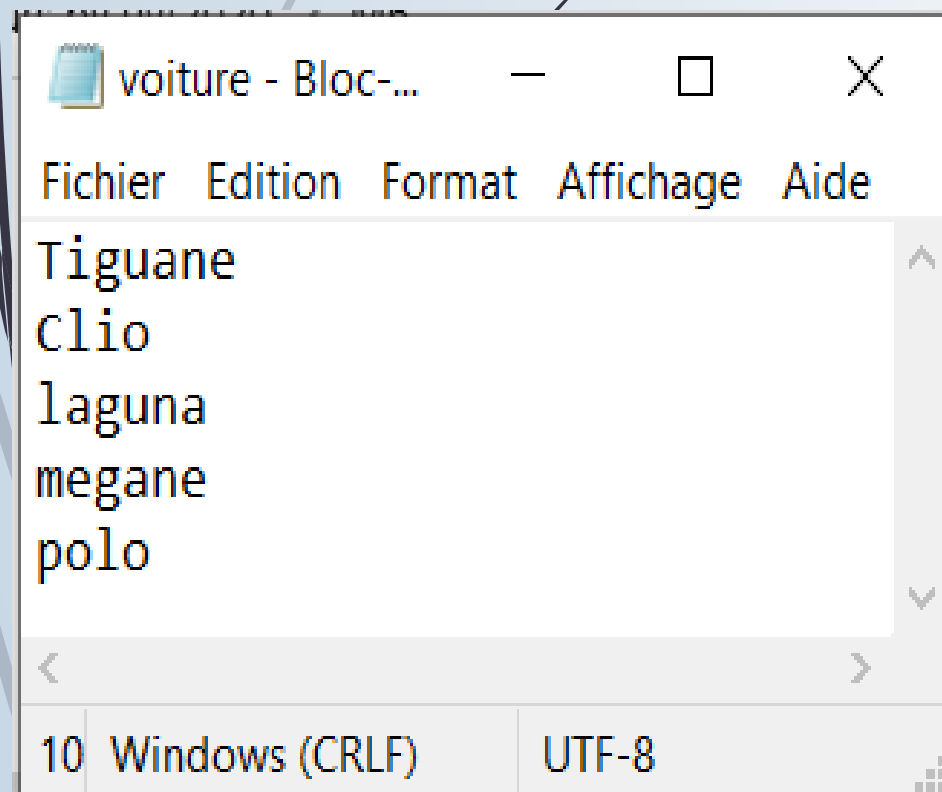 voiture - Bloc-...
Fichier Edition Format Affichage Aide
Tiguane
Clio
laguna
megane
polo
10 Windows (CRLF) UTF-8